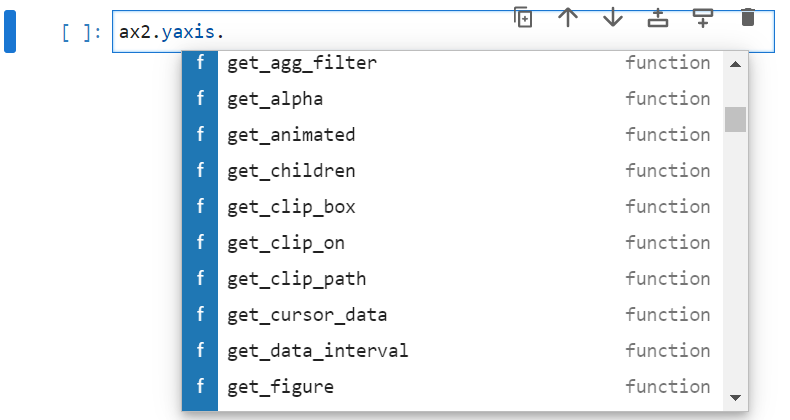 [ ]: ax2.yaxis.
f get_agg_filter function
f get_alpha function
f get_animated function
f get_children function
f get_clip_box function
f get_clip_on function
f get_clip_path function
f get_cursor_data function
f get_data_interval function
f get_figure function